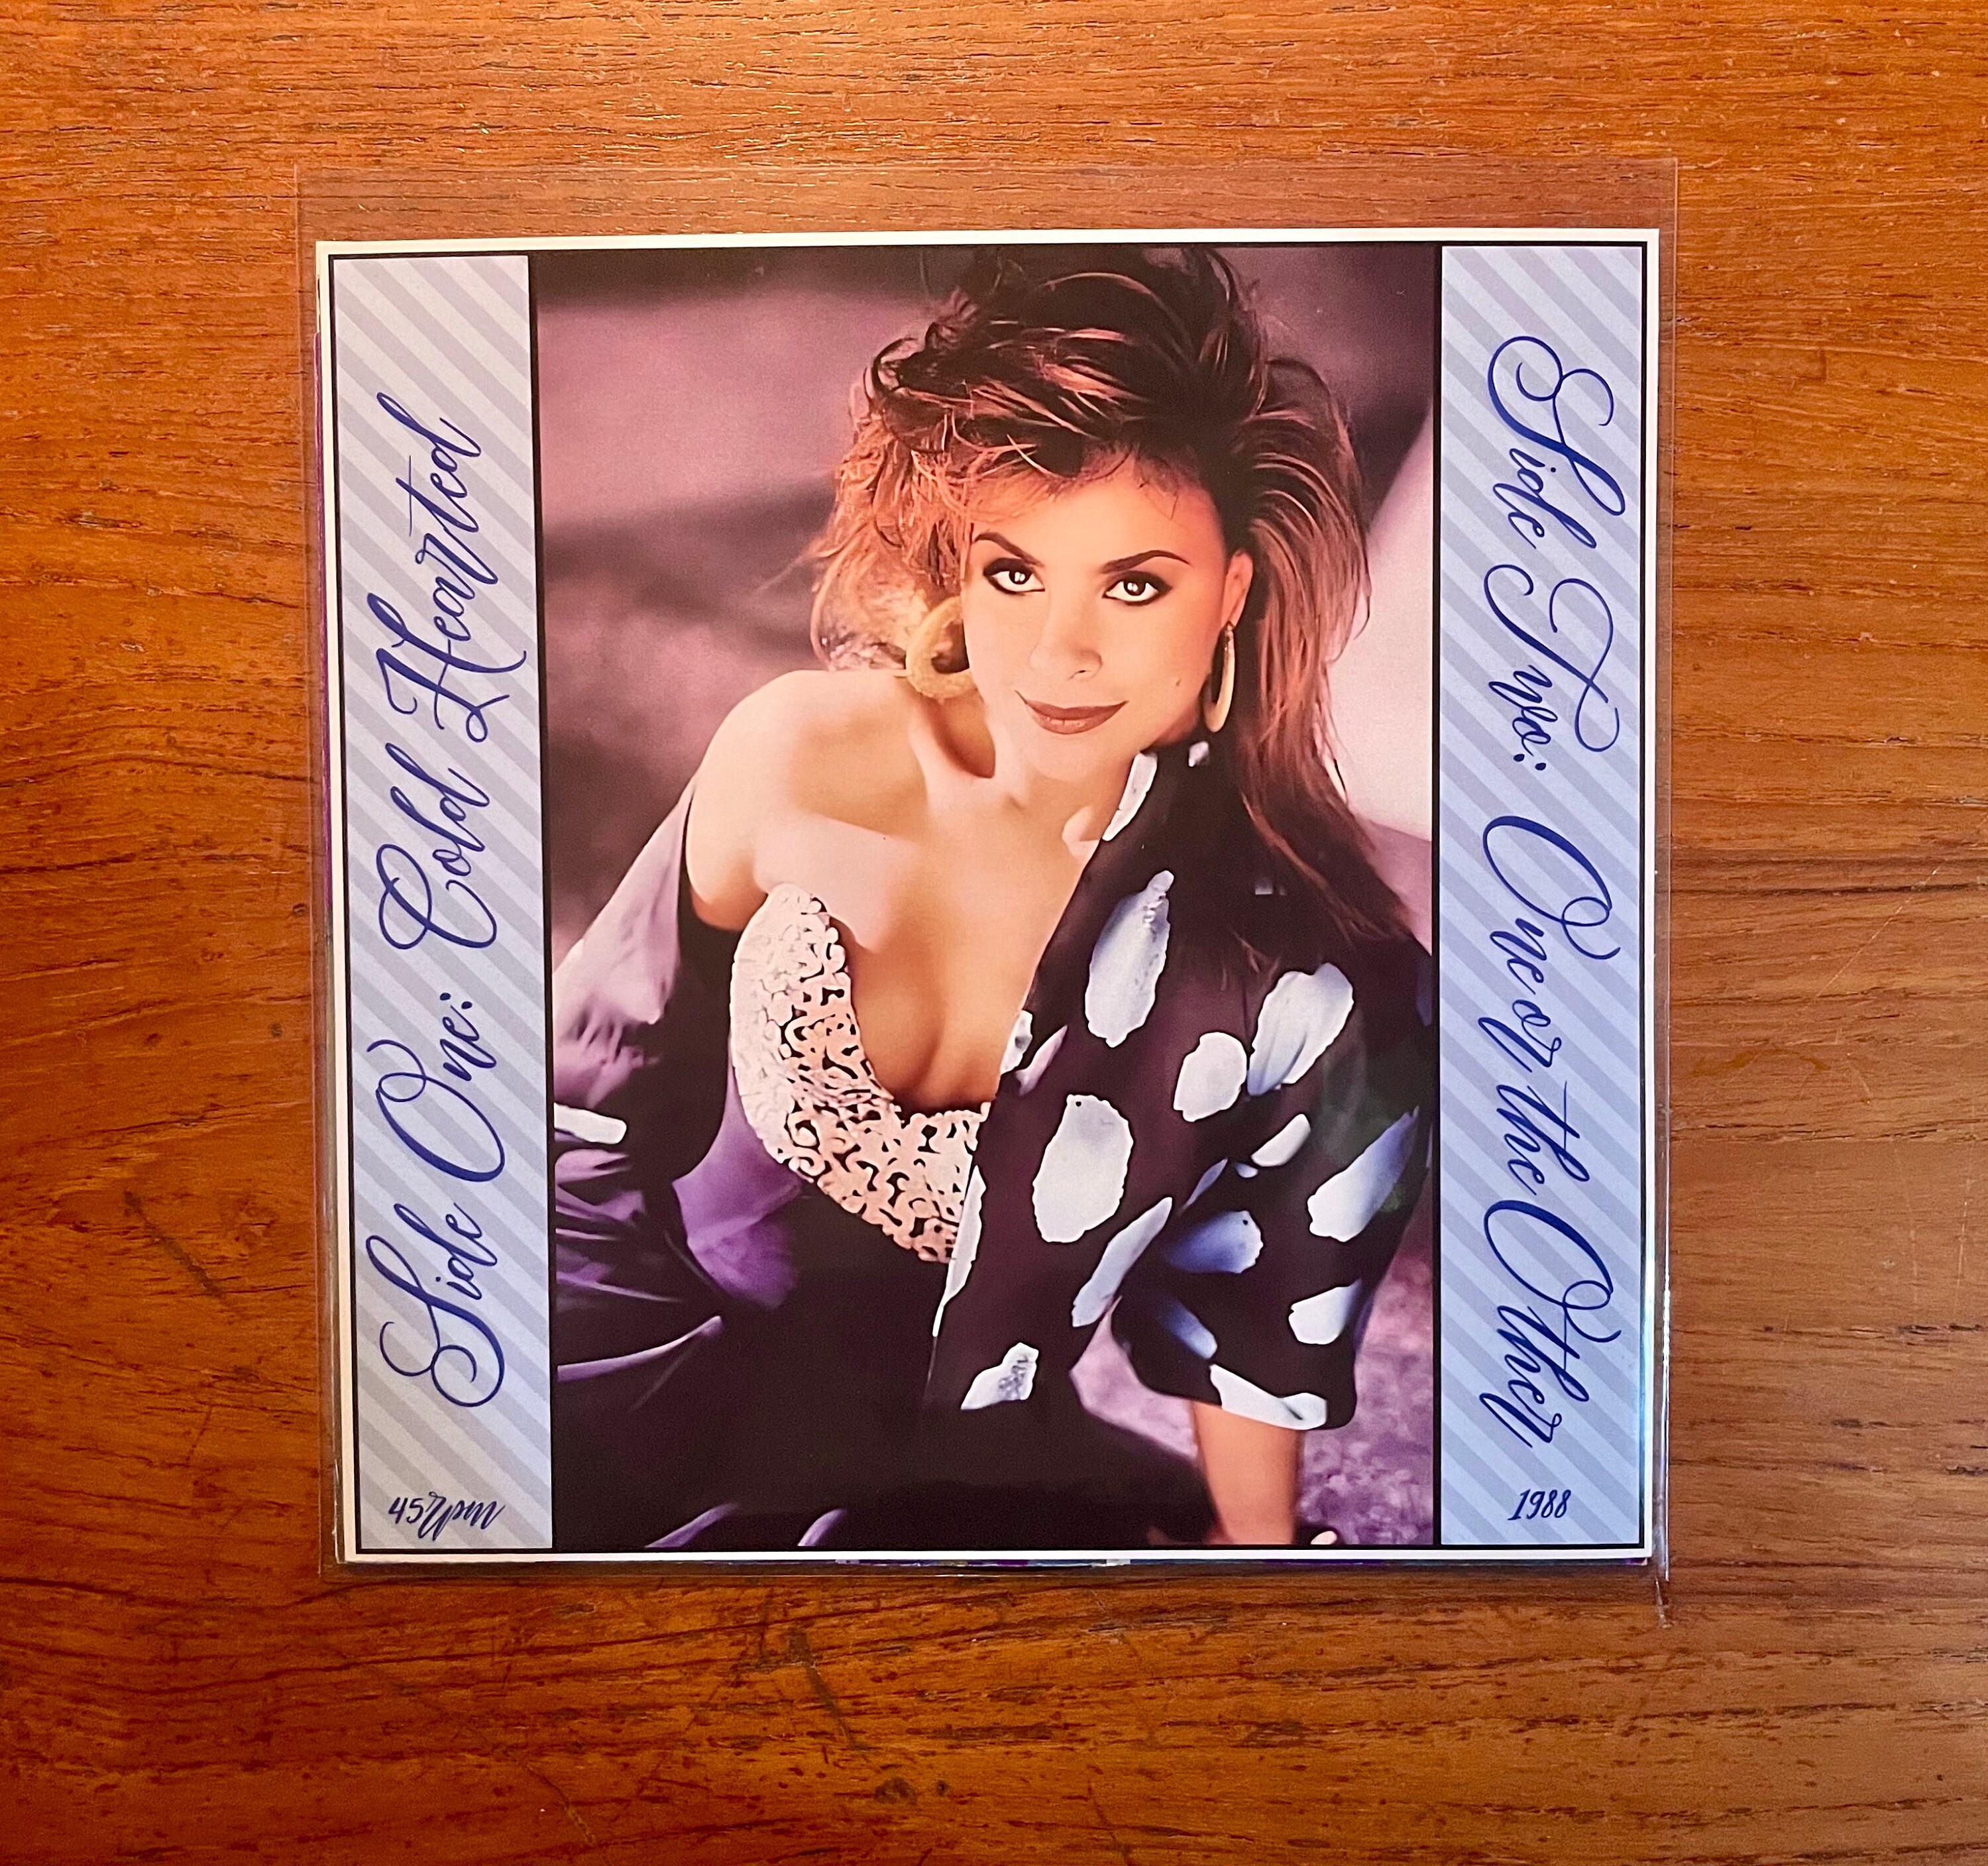 Side One: Cold Hearted
45rpm
Side Two: One or the Other
1988